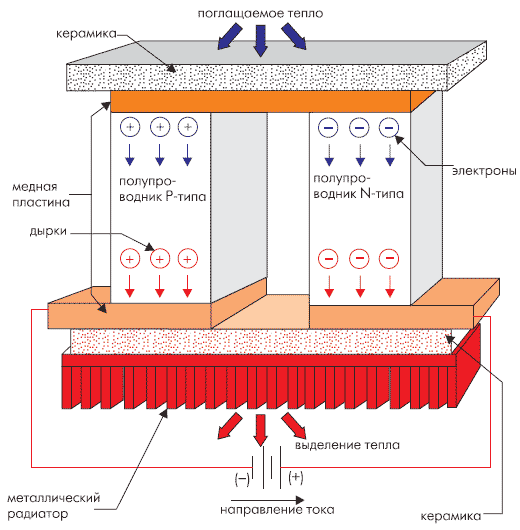 поглощаемое тепло
керамика
+ + +
− − −
электроны
полупро-
водник P-типа
полупро-
водник N-типа
медная
пластина
дырки
+ + +
− − −
выделение тепла
(−) (+)
металлический
радиатор
направление тока
керамика